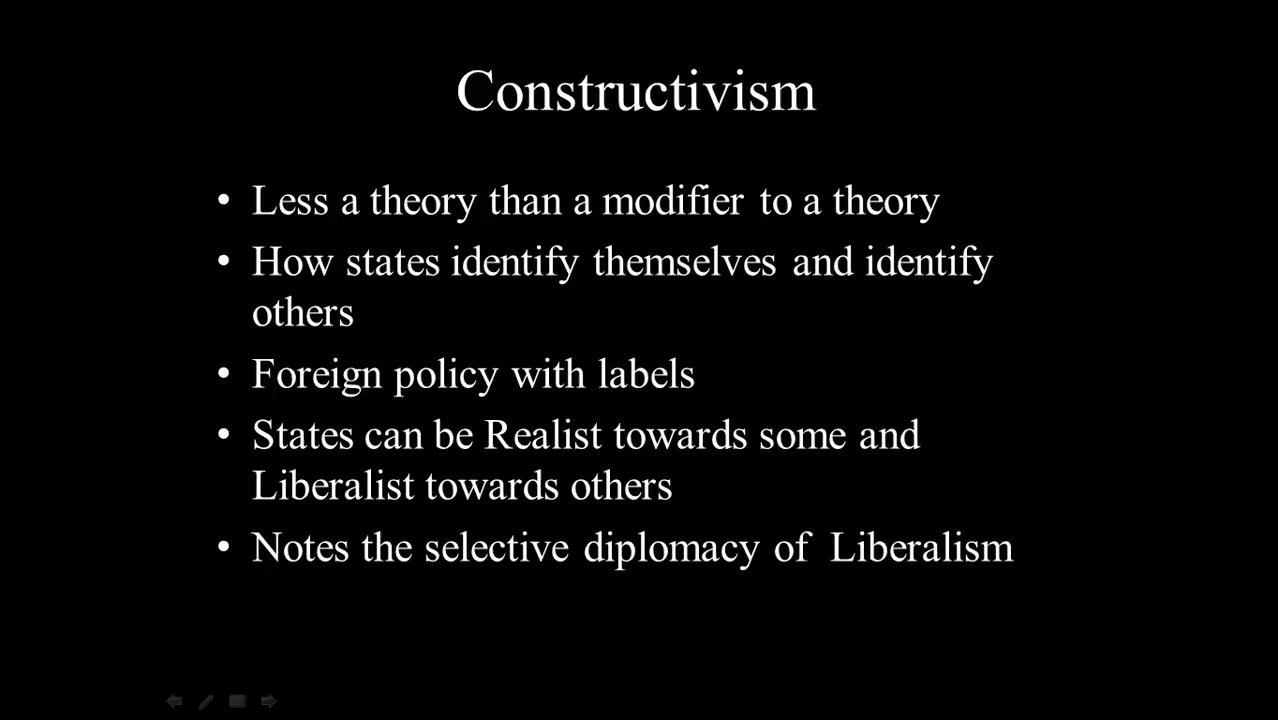 Constructivism
• Less a theory than a modifier to a theory
• How states identify themselves and identify
others
• Foreign policy with labels
• States can be Realist towards some and
Liberalist towards others
• Notes the selective diplomacy of  Liberalism